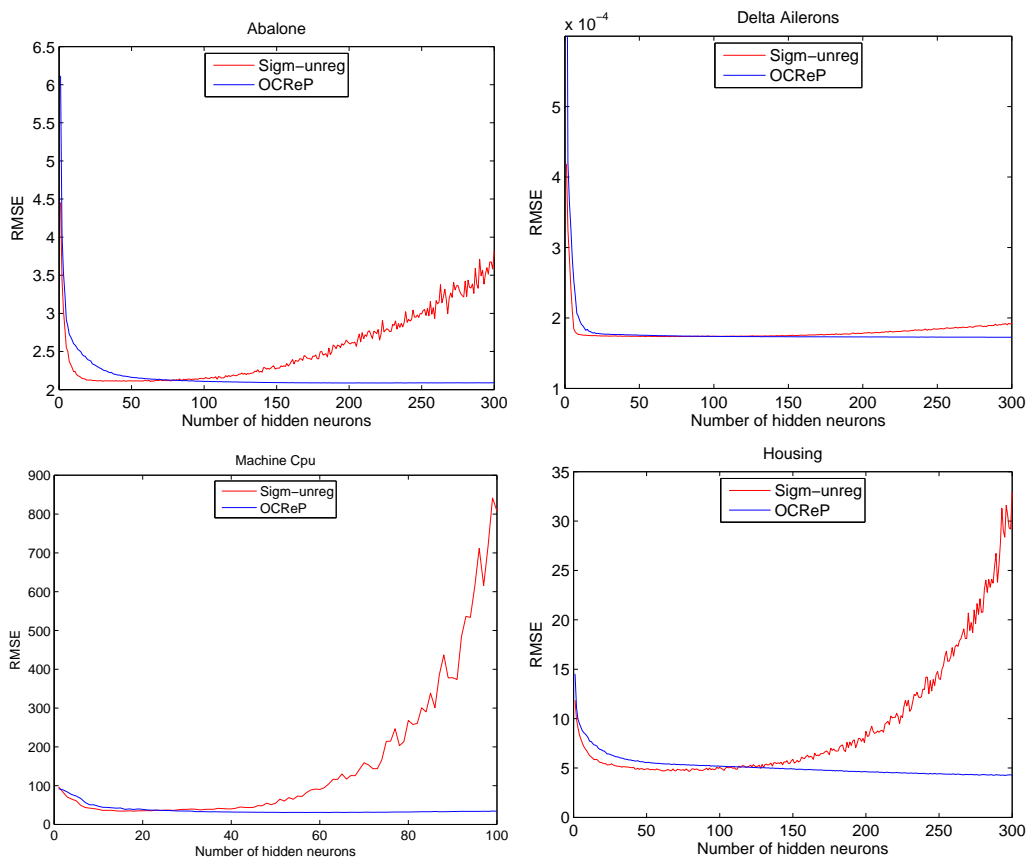 Abalone
6.5
6
5.5
5
4.5
4
3.5
3
2.5
2
RMSE
0 50 100 150 200 250 300
Number of hidden neurons
Sigm-unreg
OCReP
Delta Ailerons
x 10⁻⁴
5
4
3
2
1
RMSE
0 50 100 150 200 250 300
Number of hidden neurons
Sigm-unreg
OCReP
Machine Cpu
900
800
700
600
500
400
300
200
100
0
RMSE
0 20 40 60 80 100
Number of hidden neurons
Sigm-unreg
OCReP
Housing
35
30
25
20
15
10
5
0
RMSE
0 50 100 150 200 250 300
Number of hidden neurons
Sigm-unreg
OCReP